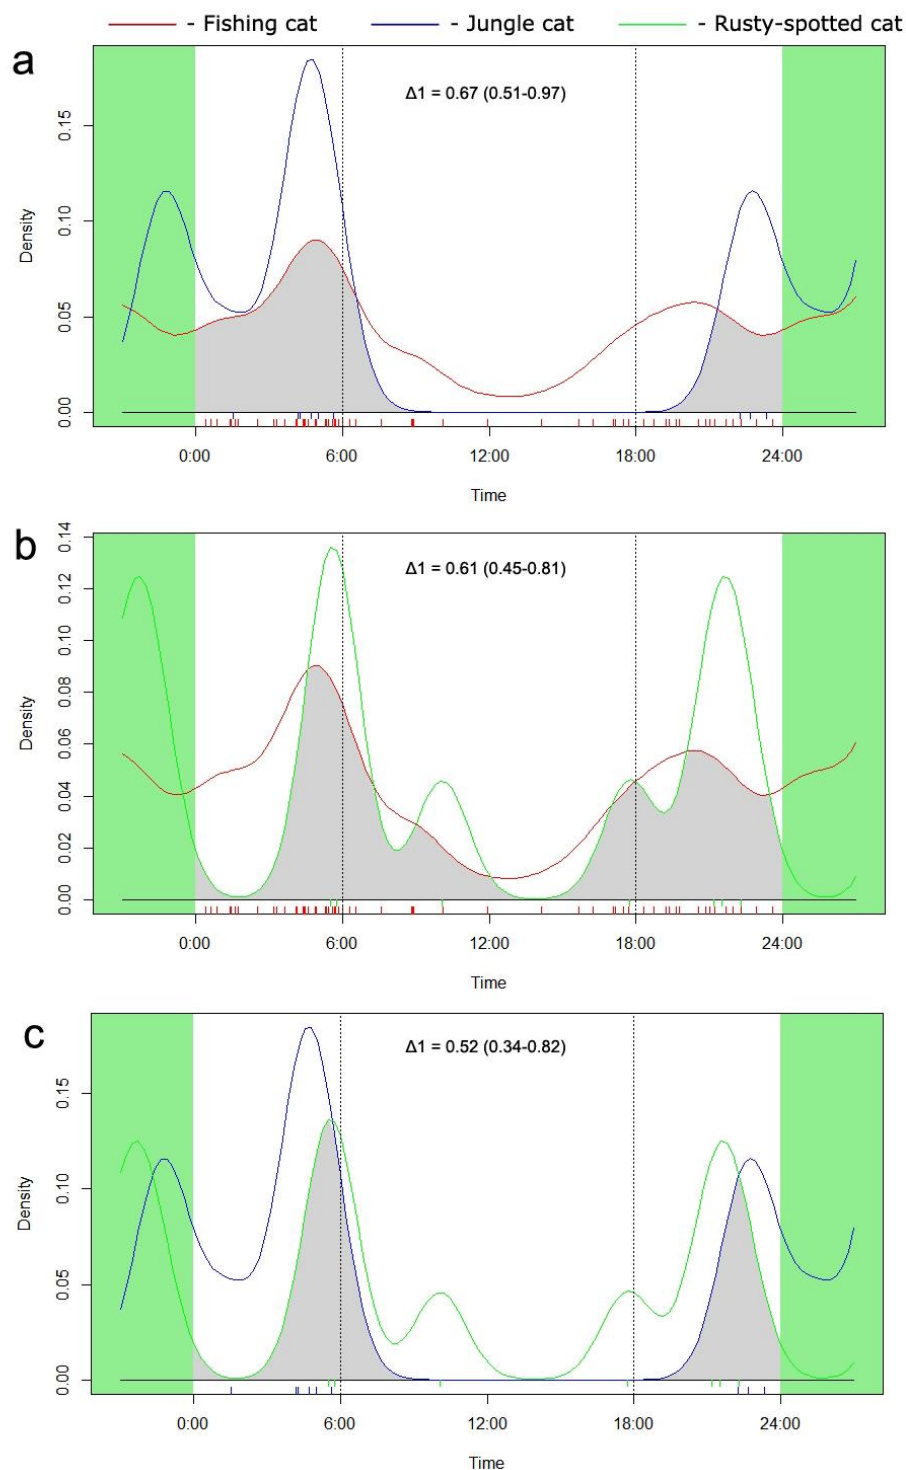 - Fishing cat - Jungle cat - Rusty-spotted cat
a
Δ1 = 0.67 (0.51-0.97)
0.15
0.10
0.05
0.00
Density
0:00 6:00 12:00 18:00 24:00
Time
b
Δ1 = 0.61 (0.45-0.81)
0.14
0.12
0.10
0.08
0.06
0.04
0.02
0.00
Density
0:00 6:00 12:00 18:00 24:00
Time
c
Δ1 = 0.52 (0.34-0.82)
0.15
0.10
0.05
0.00
Density
0:00 6:00 12:00 18:00 24:00
Time